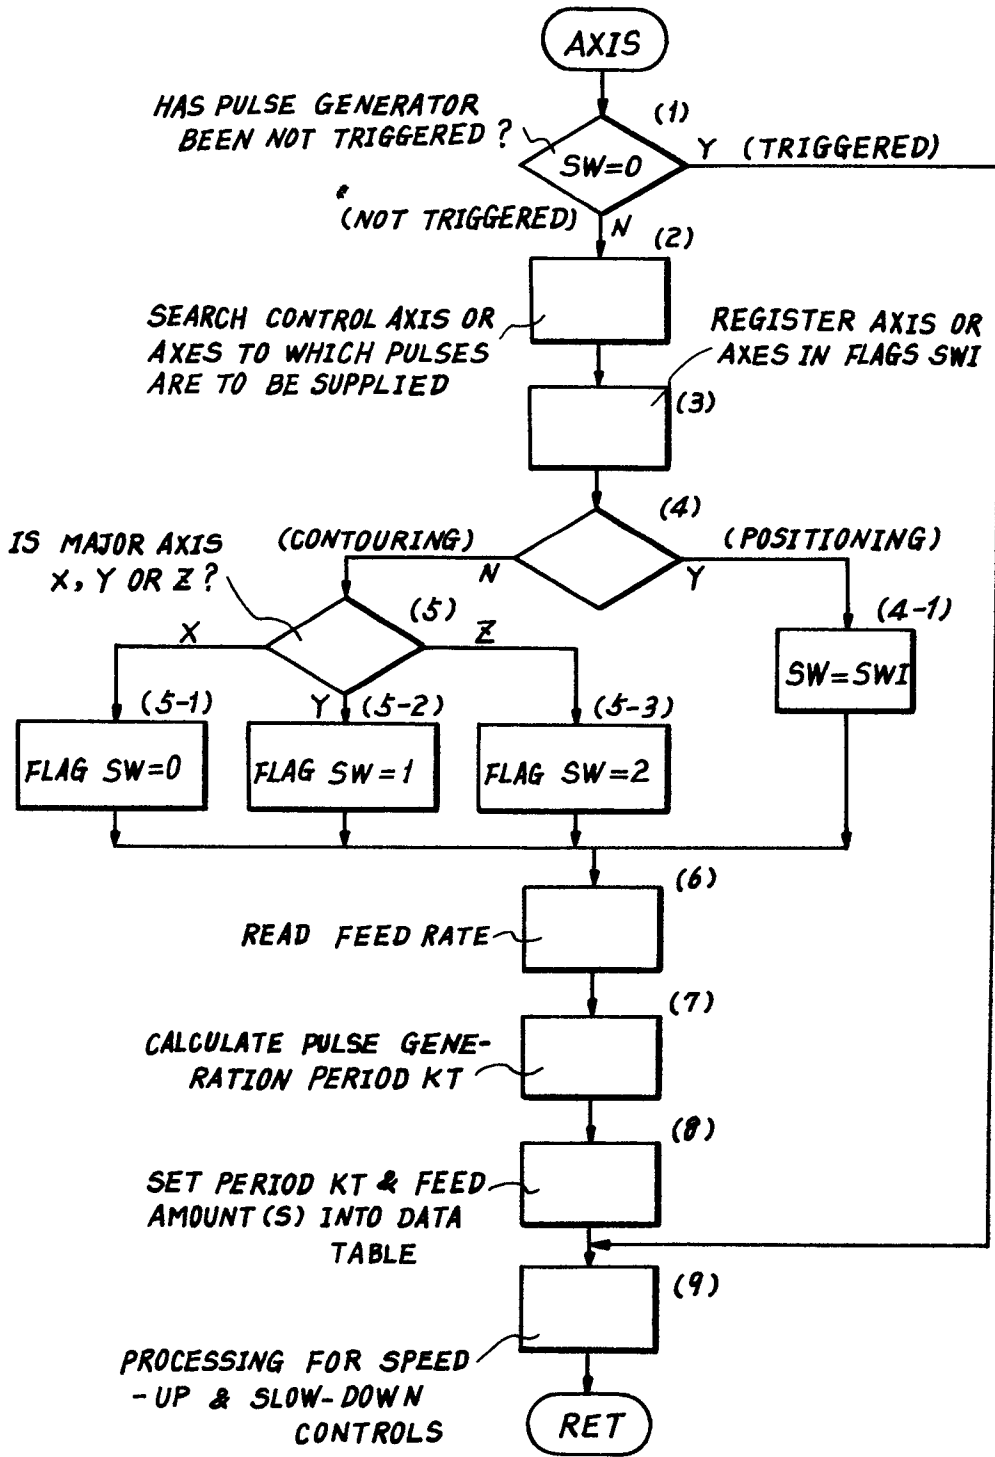 AXIS
HAS PULSE GENERATOR
BEEN NOT TRIGGERED?
(1)
SW=0
Y (TRIGGERED)
(NOT TRIGGERED) N
(2)
SEARCH CONTROL AXIS OR
AXES TO WHICH PULSES
ARE TO BE SUPPLIED
REGISTER AXIS OR
AXES IN FLAGS SWI
(3)
(4)
IS MAJOR AXIS
X, Y OR Z?
(CONTOURING)
N
(POSITIONING)
Y
(5)
(4-1)
X
Z
SW=SWI
(5-1)
Y (5-2)
(5-3)
FLAG SW=0
FLAG SW=1
FLAG SW=2
(6)
READ FEED RATE
(7)
CALCULATE PULSE GENE-
RATION PERIOD KT
(8)
SET PERIOD KT & FEED
AMOUNT(S) INTO DATA
TABLE
(9)
PROCESSING FOR SPEED
-UP & SLOW-DOWN
CONTROLS
RET